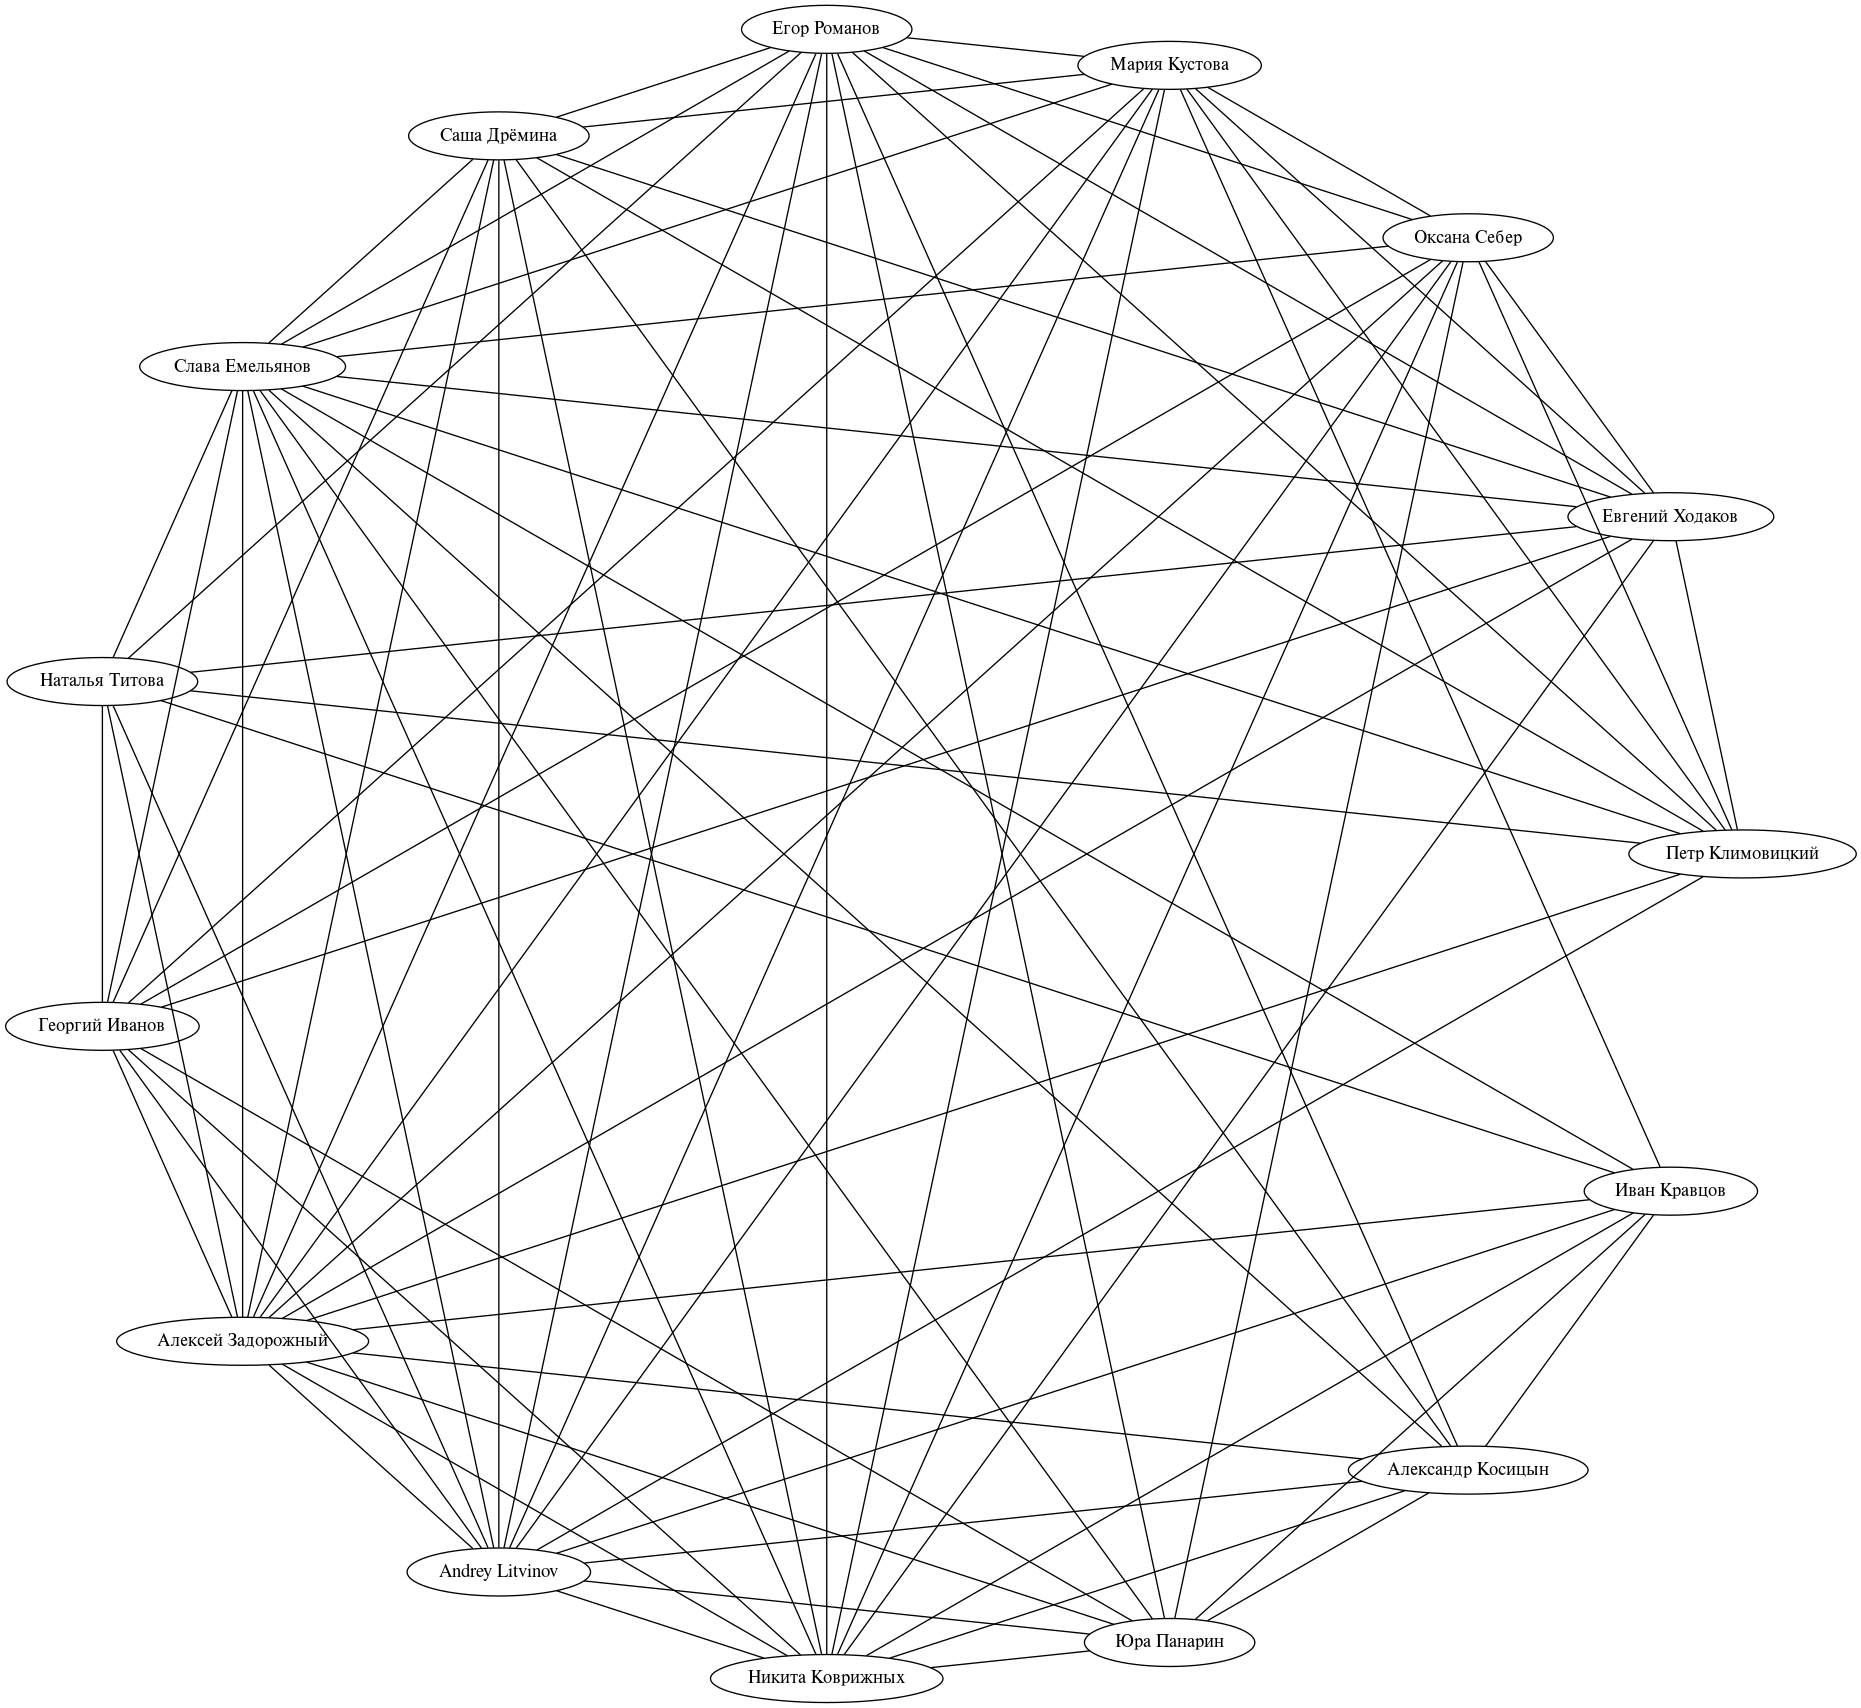 Егор Романов
Мария Кустова
Саша Дрёмина
Оксана Себер
Слава Емельянов
Евгений Ходаков
Наталья Титова
Петр Климовицкий
Георгий Иванов
Иван Кравцов
Алексей Задорожный
Александр Косицын
Andrey Litvinov
Юра Панарин
Никита Коврижных